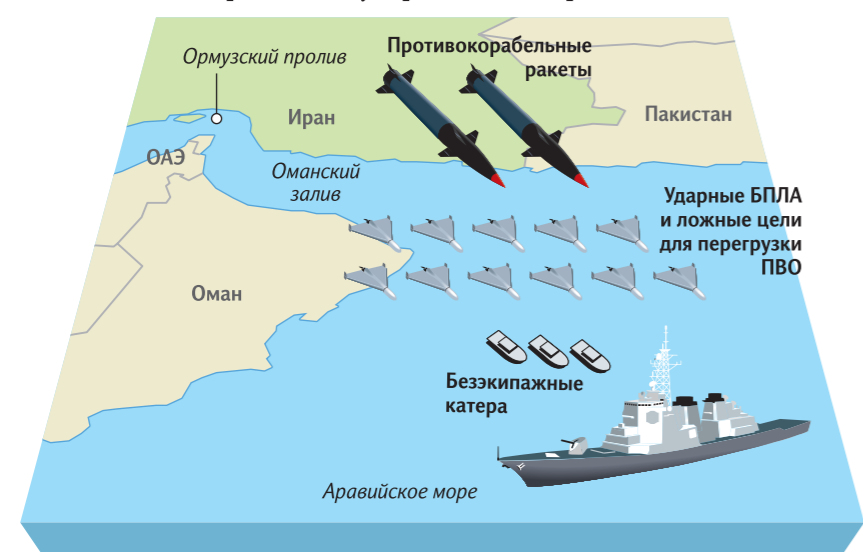 Противокорабельные
ракеты
Ормузский пролив
Иран
Пакистан
ОАЭ
Оманский
залив
Ударные БПЛА
и ложные цели
для перегрузки
ПВО
Оман
Безэкипажные
катера
Аравийское море